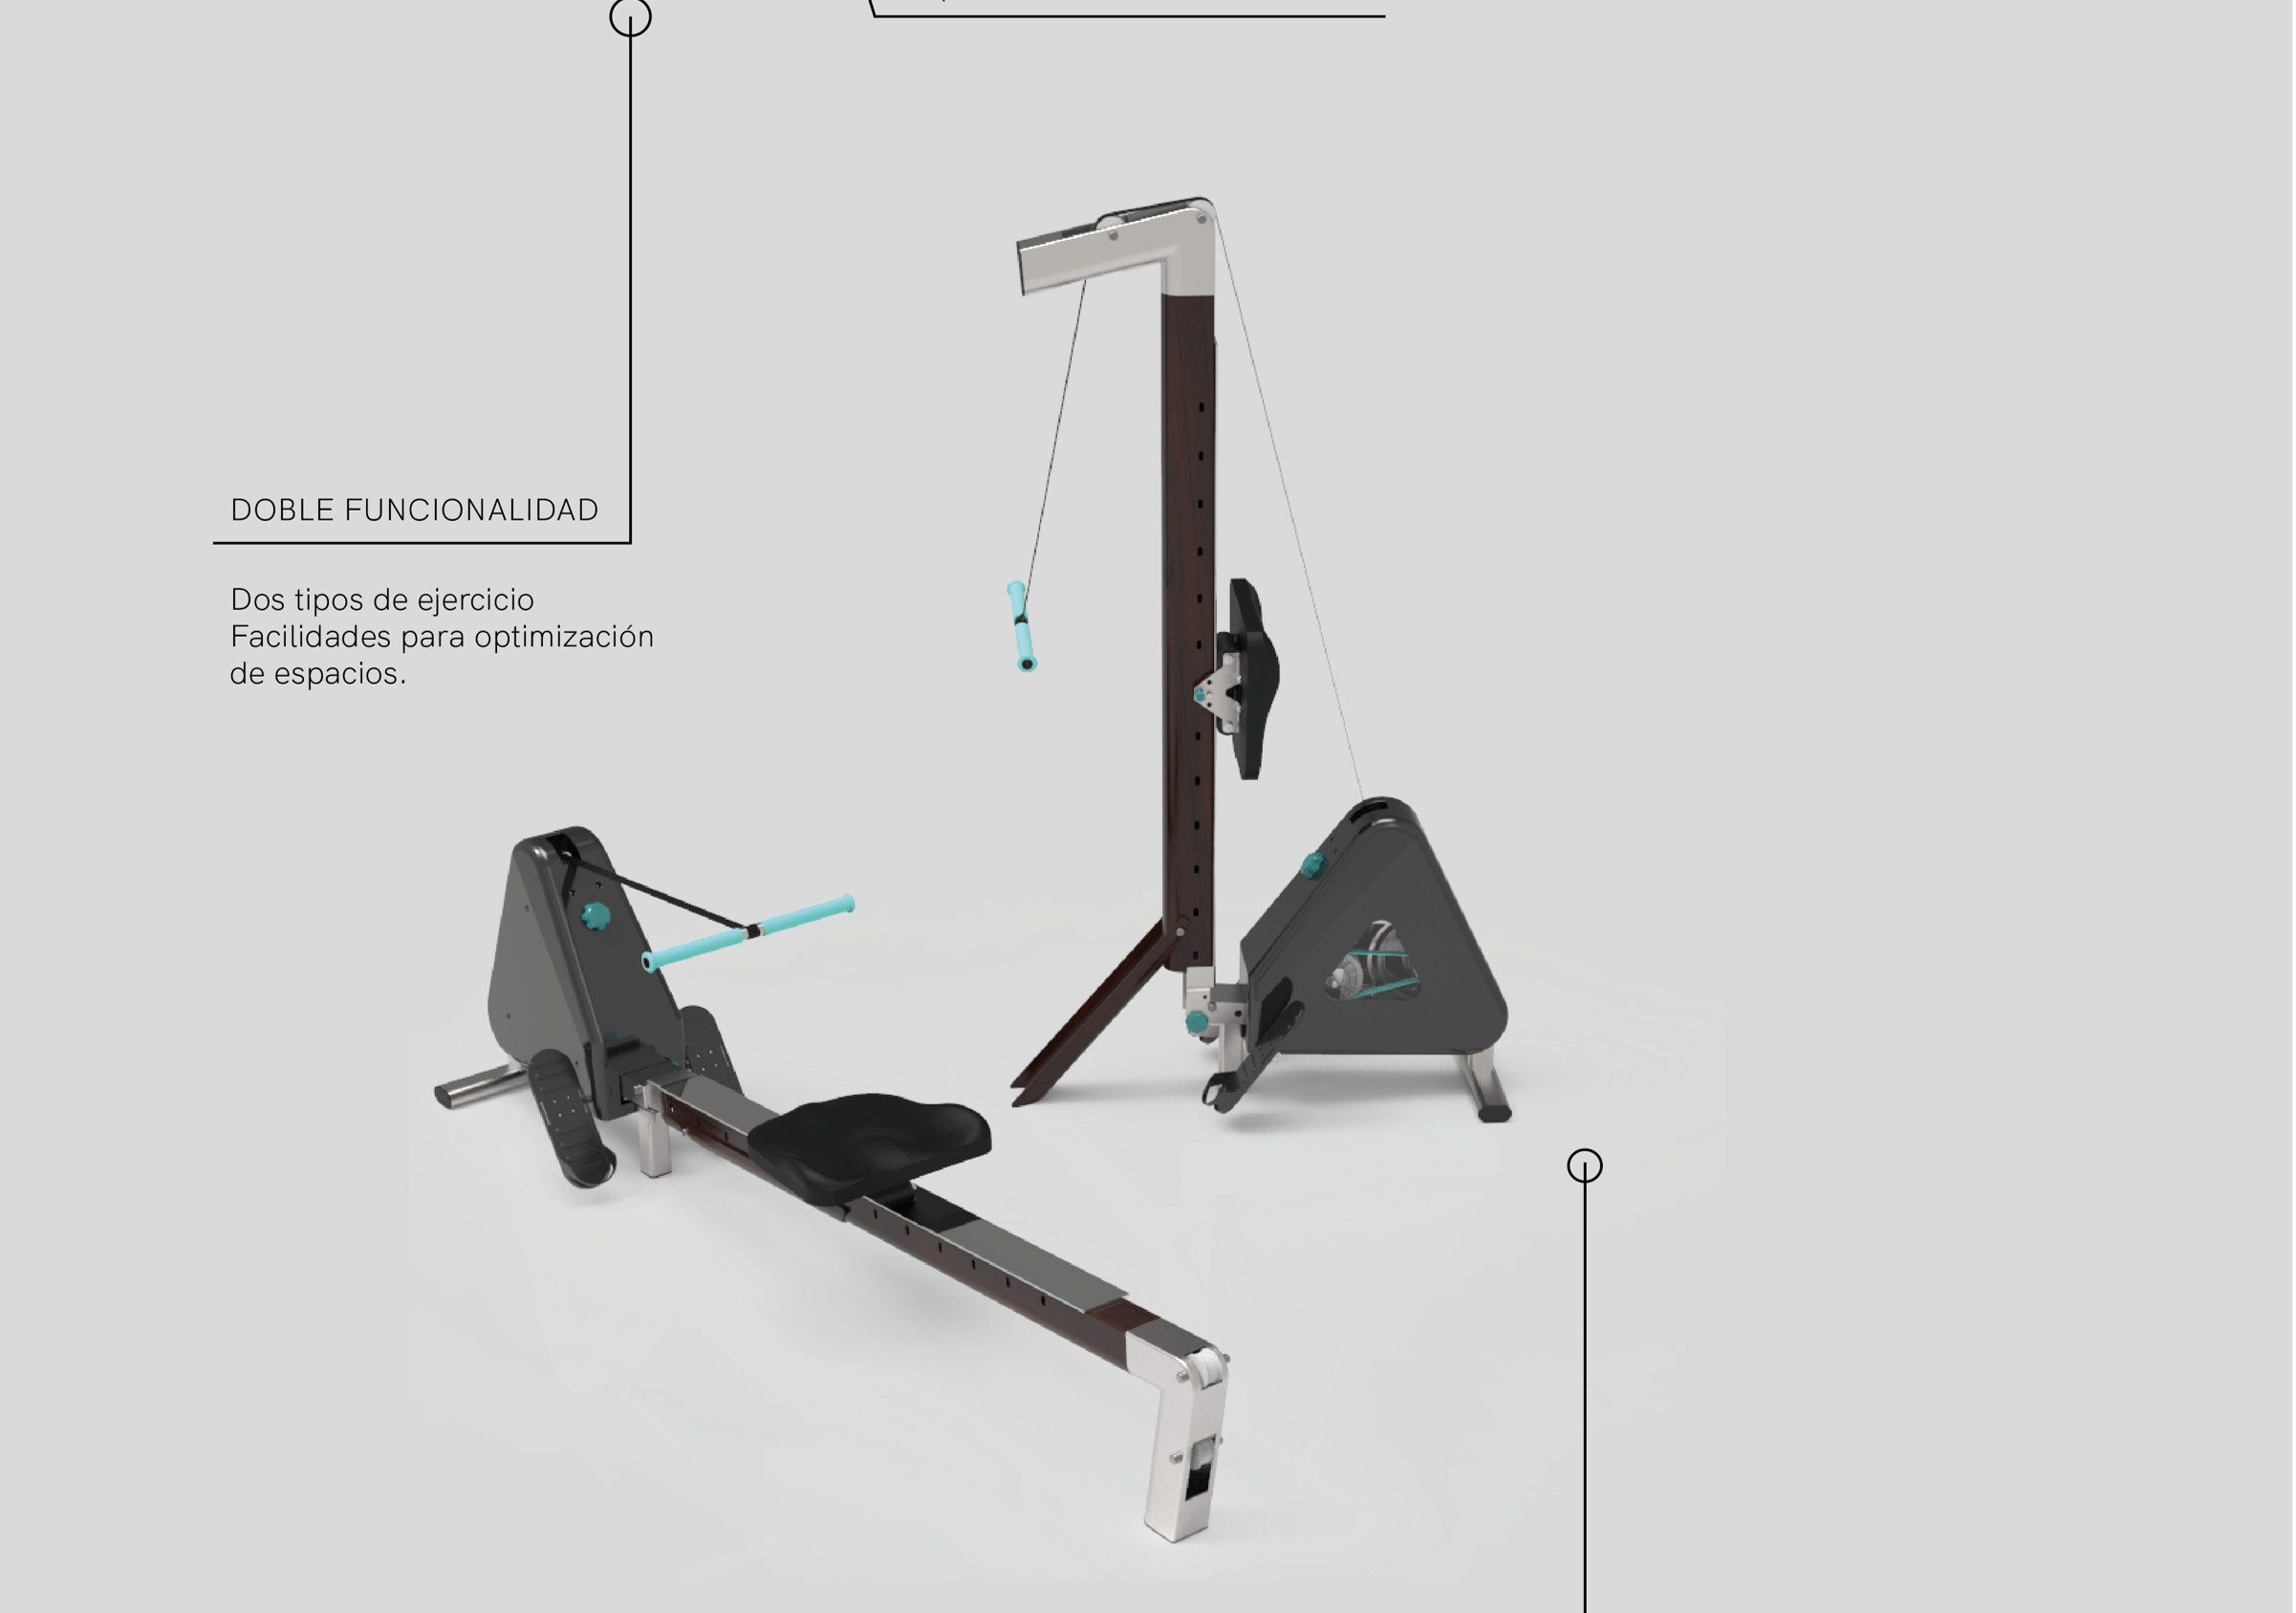 DOBLE FUNCIONALIDAD
Dos tipos de ejercicio
Facilidades para optimización
de espacios.